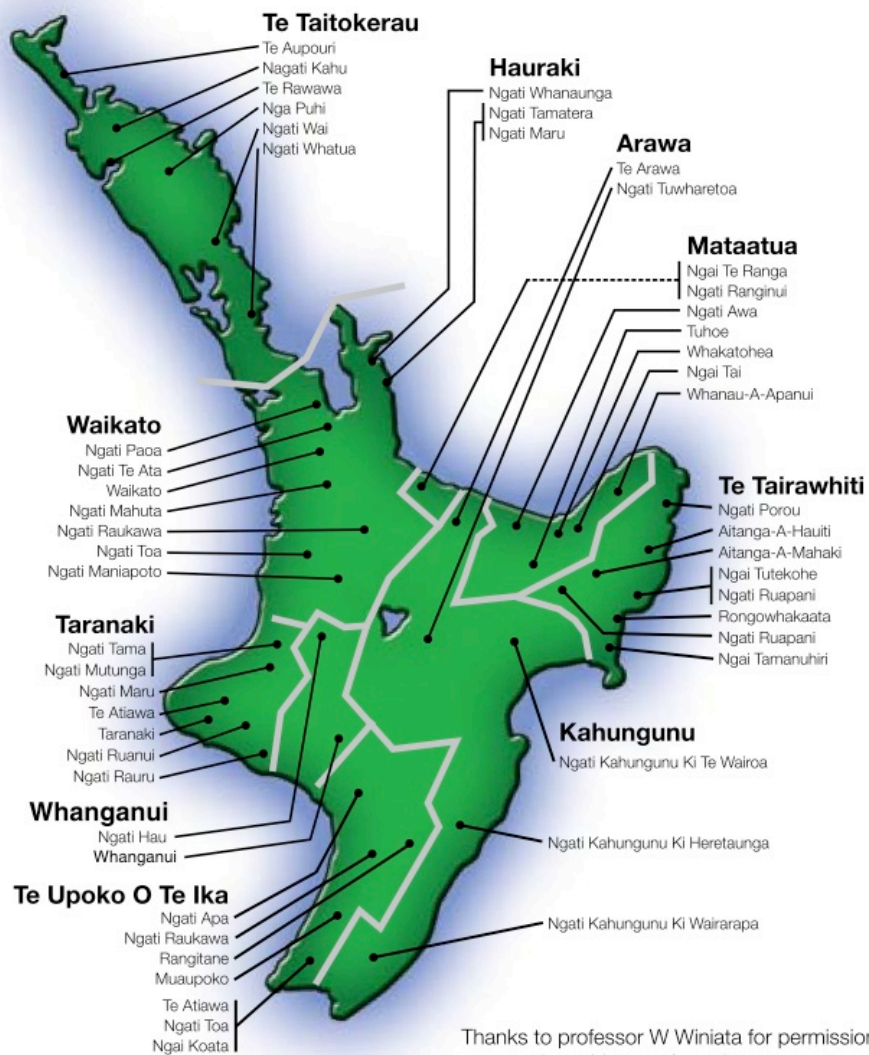 Te Taitokerau
Te Aupouri
Nagati Kahu
Te Rawawa
Nga Puhi
Ngati Wai
Ngati Whatua
Hauraki
Ngati Whanaunga
Ngati Tamatera
Ngati Maru
Arawa
Te Arawa
Ngati Tuwharetoa
Mataatua
Ngai Te Ranga
Ngati Ranginui
Ngati Awa
Tuhoe
Whakatohea
Ngai Tai
Whanau-A-Apanui
Waikato
Ngati Paoa
Ngati Te Ata
Waikato
Ngati Mahuta
Ngati Raukawa
Ngati Toa
Ngati Maniapoto
Te Tairawhiti
Ngati Porou
Aitanga-A-Hauiti
Aitanga-A-Mahaki
Ngai Tutekohe
Ngati Ruapani
Rongowhakaata
Ngati Ruapani
Ngai Tamanuhiri
Taranaki
Ngati Tama
Ngati Mutunga
Ngati Maru
Te Atiawa
Taranaki
Ngati Ruanui
Ngati Rauru
Kahungunu
Ngati Kahungunu Ki Te Wairoa
Ngati Kahungunu Ki Heretaunga
Ngati Kahungunu Ki Wairarapa
Whanganui
Ngati Hau
Whanganui
Te Upoko O Te Ika
Ngati Apa
Ngati Raukawa
Rangitane
Muaupoko
Te Atiawa
Ngati Toa
Ngai Koata
Thanks to professor W Winiata for permission